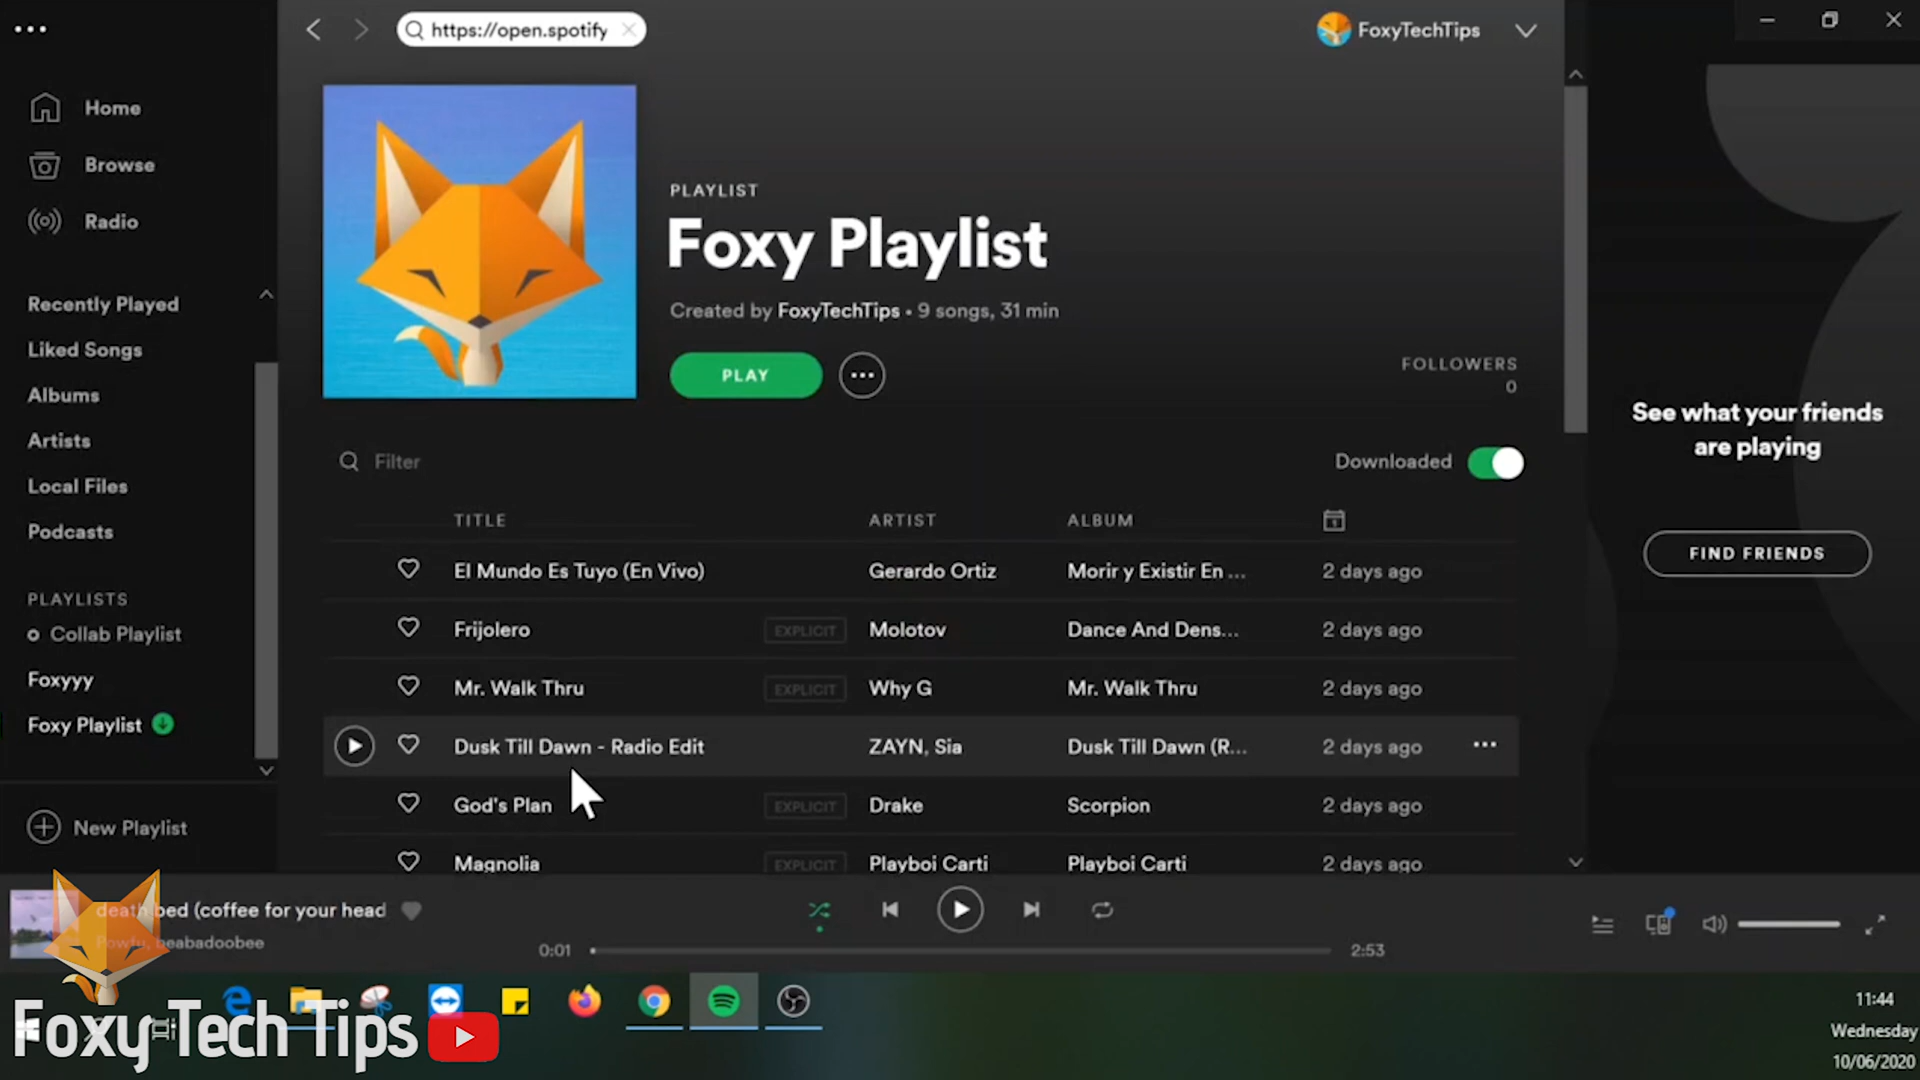 https://open.spotify
FoxyTechTips
Home
Browse
Radio
Recently Played
Liked Songs
Albums
Artists
Local Files
Podcasts
PLAYLISTS
Collab Playlist
Foxyyy
Foxy Playlist
New Playlist
PLAYLIST
Foxy Playlist
Created by FoxyTechTips • 9 songs, 31 min
PLAY
FOLLOWERS
0
Filter
Downloaded
TITLE ARTIST ALBUM
El Mundo Es Tuyo (En Vivo) Gerardo Ortiz Morir y Existir En ... 2 days ago
Frijolero EXPLICIT Molotov Dance And Dens... 2 days ago
Mr. Walk Thru EXPLICIT Why G Mr. Walk Thru 2 days ago
Dusk Till Dawn - Radio Edit ZAYN, Sia Dusk Till Dawn (R... 2 days ago
God's Plan EXPLICIT Drake Scorpion 2 days ago
Magnolia EXPLICIT Playboi Carti Playboi Carti 2 days ago
See what your friends
are playing
FIND FRIENDS
death bed (coffee for your head
Powfu, beabadoobee
0:01
2:53
Foxy Tech Tips
11:44
Wednesday
10/06/2020